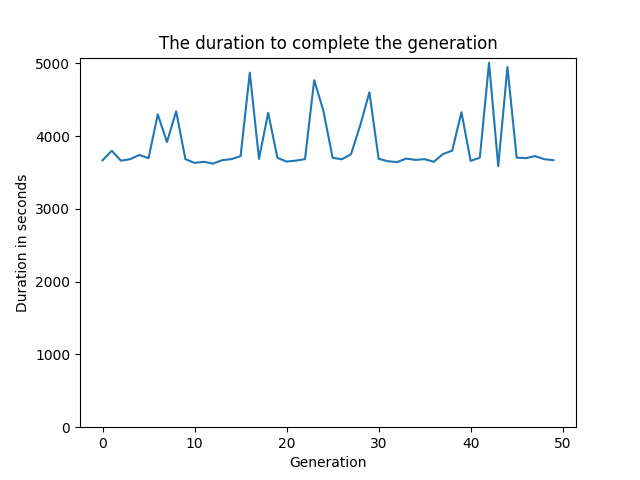 The duration to complete the generation
5000
4000
3000
2000
1000
0
Duration in seconds
0 10 20 30 40 50
Generation